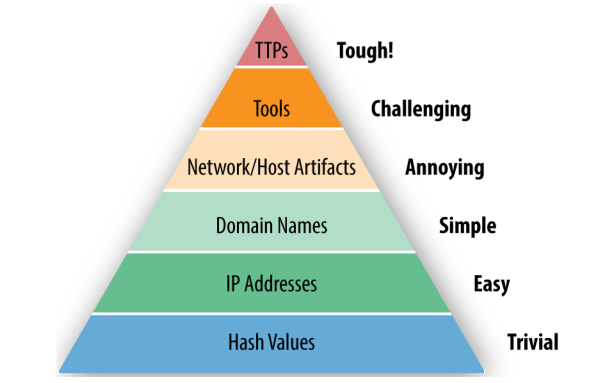 TTPs Tough!
Tools Challenging
Network/Host Artifacts Annoying
Domain Names Simple
IP Addresses Easy
Hash Values Trivial